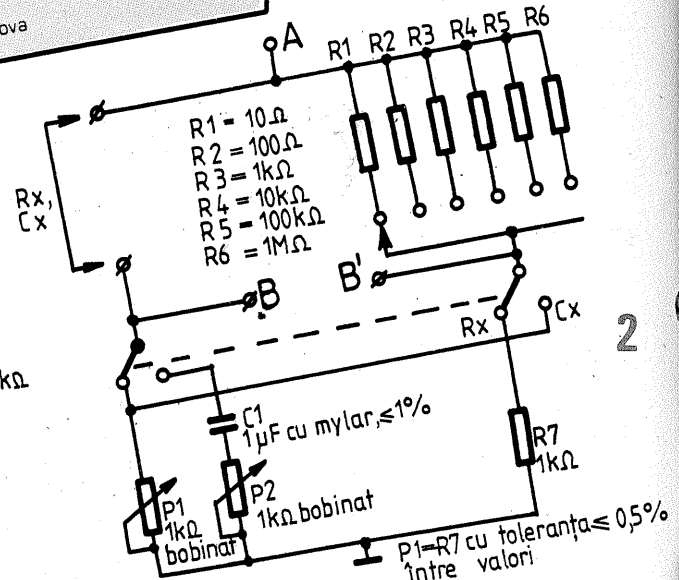 ova
A
R1 R2 R3 R4 R5 R6
R1 = 10Ω
R2 = 100Ω
R3 = 1kΩ
R4 = 10kΩ
R5 = 100kΩ
R6 = 1MΩ
Rx,
Cx
B
B'
Rx
Cx
2
kΩ
C1
1µF cu mylar,≤1%
R7
1kΩ
P1
1kΩ
bobinat
P2
1kΩ bobinat
P1=R7 cu toleranța ≤ 0,5%
între valori